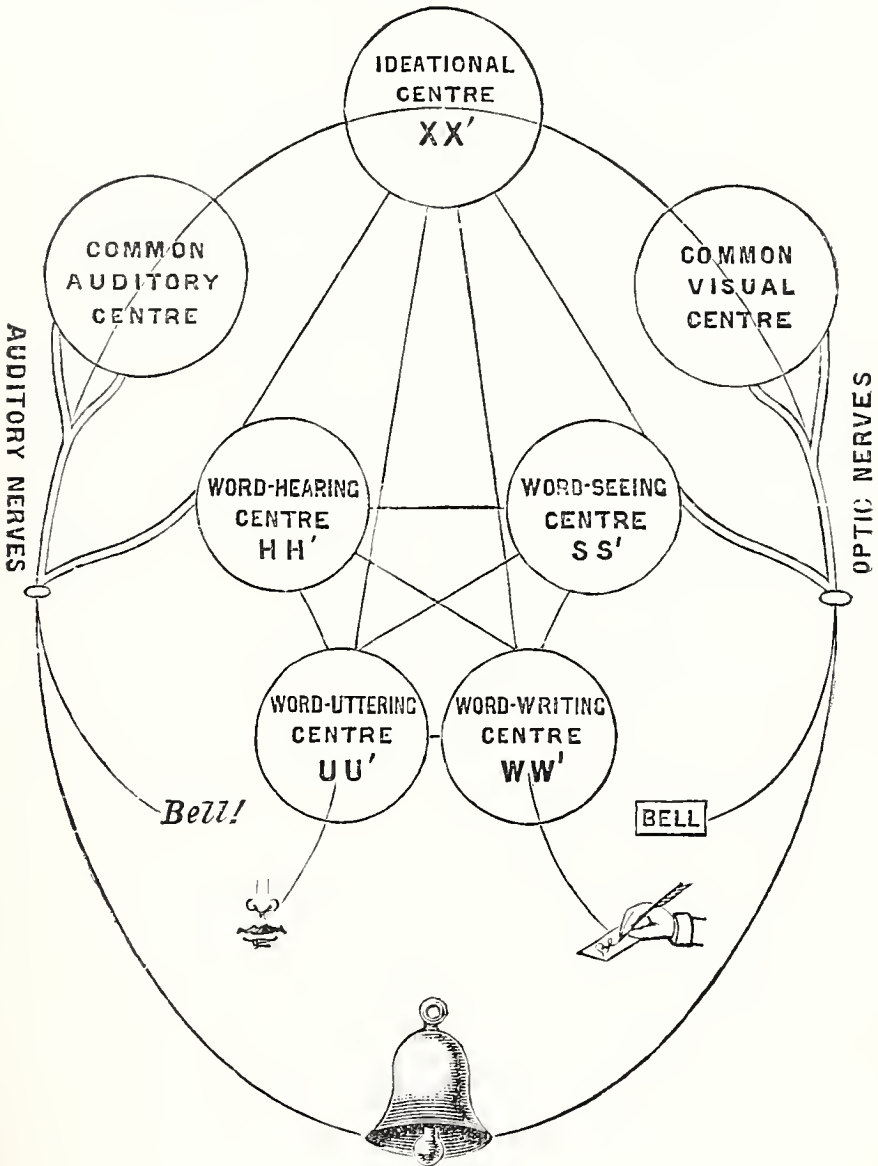 IDEATIONAL
CENTRE
XX'
COMMON
AUDITORY
CENTRE
COMMON
VISUAL
CENTRE
AUDITORY NERVES
OPTIC NERVES
WORD-HEARING
CENTRE
HH'
WORD-SEEING
CENTRE
SS'
WORD-UTTERING
CENTRE
UU'
WORD-WRITING
CENTRE
WW'
Bell!
BELL
Be